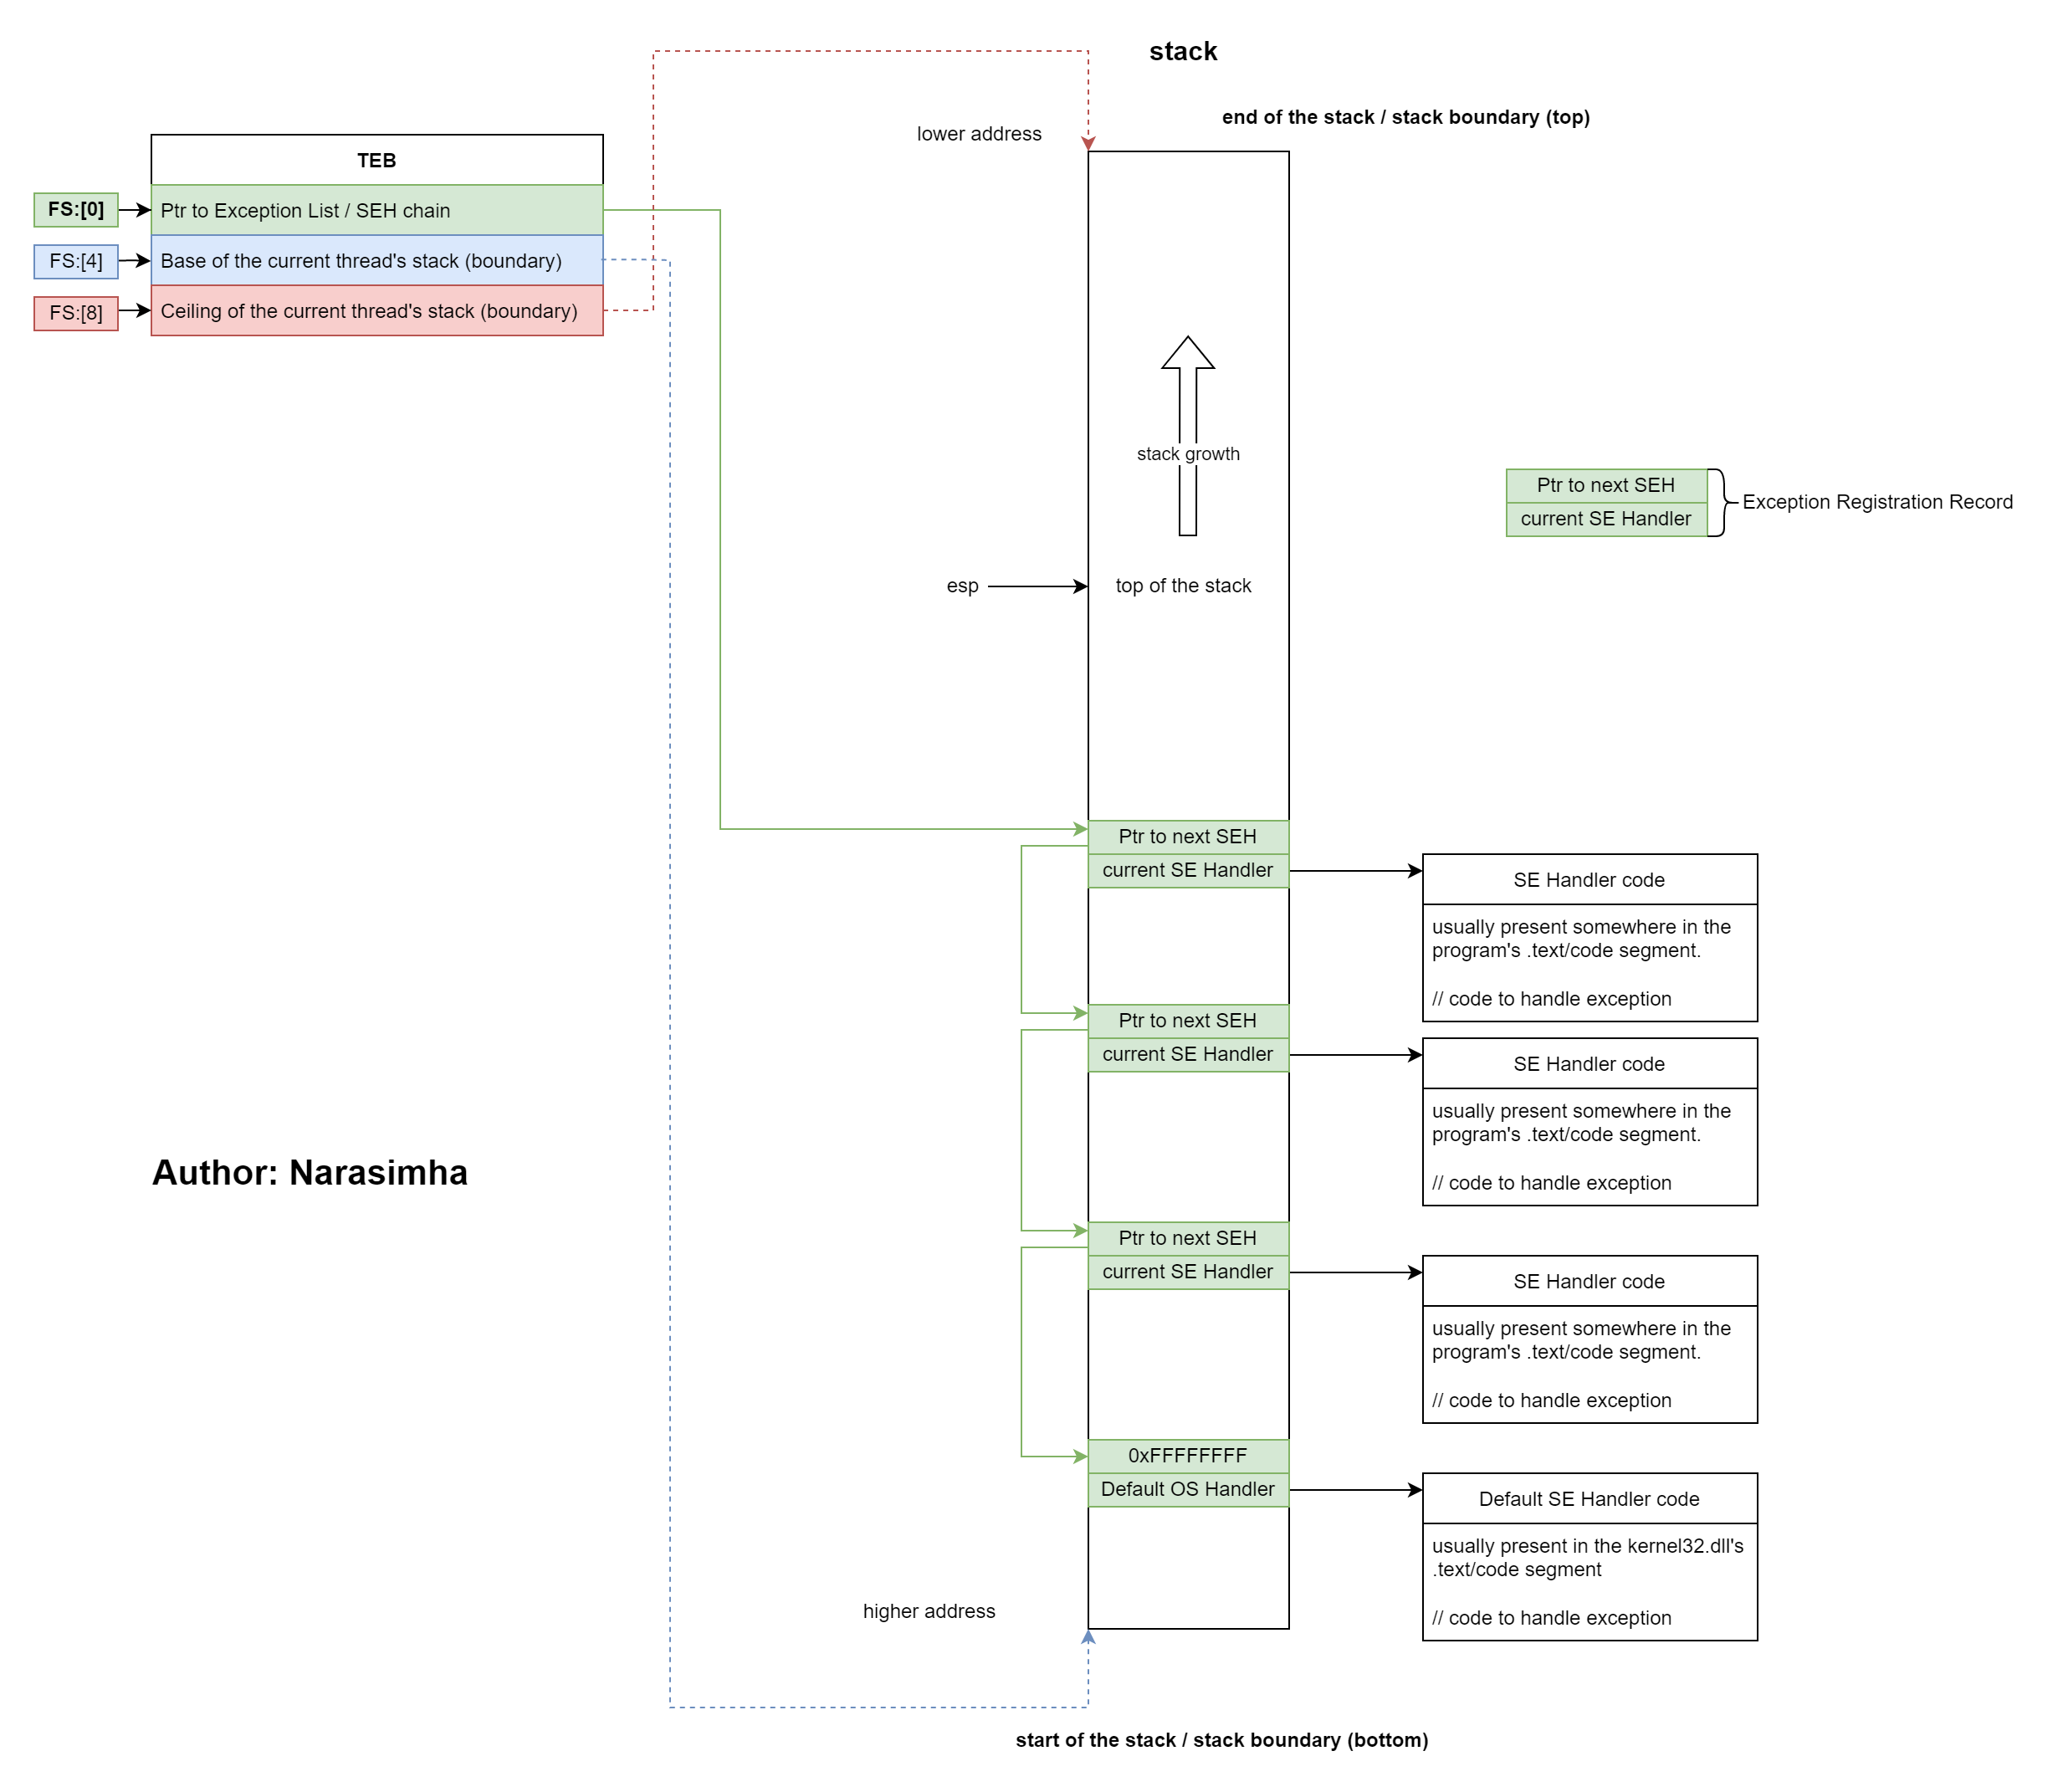 stack
end of the stack / stack boundary (top)
lower address
TEB
FS:[0]
Ptr to Exception List / SEH chain
FS:[4]
Base of the current thread's stack (boundary)
FS:[8]
Ceiling of the current thread's stack (boundary)
stack growth
Ptr to next SEH
current SE Handler
Exception Registration Record
esp
top of the stack
Ptr to next SEH
current SE Handler
SE Handler code
usually present somewhere in the
program's .text/code segment.
// code to handle exception
Ptr to next SEH
current SE Handler
SE Handler code
usually present somewhere in the
program's .text/code segment.
// code to handle exception
Author: Narasimha
Ptr to next SEH
current SE Handler
SE Handler code
usually present somewhere in the
program's .text/code segment.
// code to handle exception
0xFFFFFFFF
Default OS Handler
Default SE Handler code
usually present in the kernel32.dll's
.text/code segment
// code to handle exception
higher address
start of the stack / stack boundary (bottom)